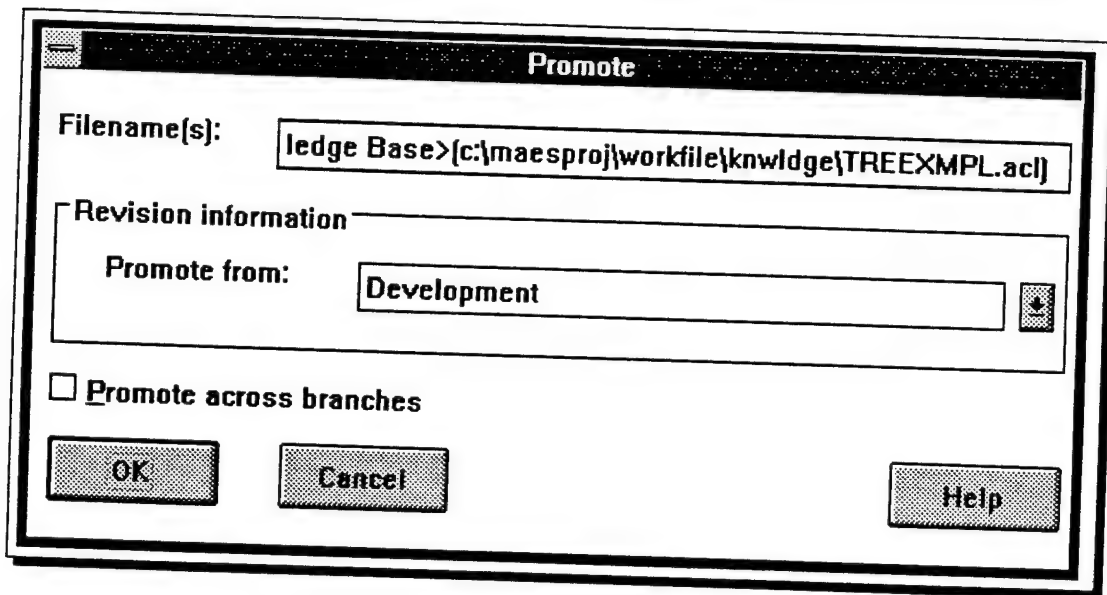 Promote
Filename(s):
ledge Base>(c:\maesproj\workfile\knwldge\TREEXMPL.acl)
Revision information
Promote from:
Development
Promote across branches
OK
Cancel
Help